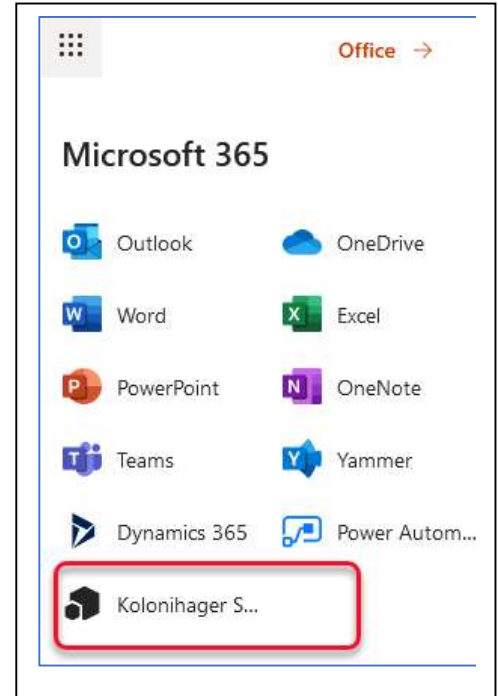 Office →
Microsoft 365
Outlook OneDrive
Word Excel
PowerPoint OneNote
Teams Yammer
Dynamics 365 Power Autom...
Kolonihager S...